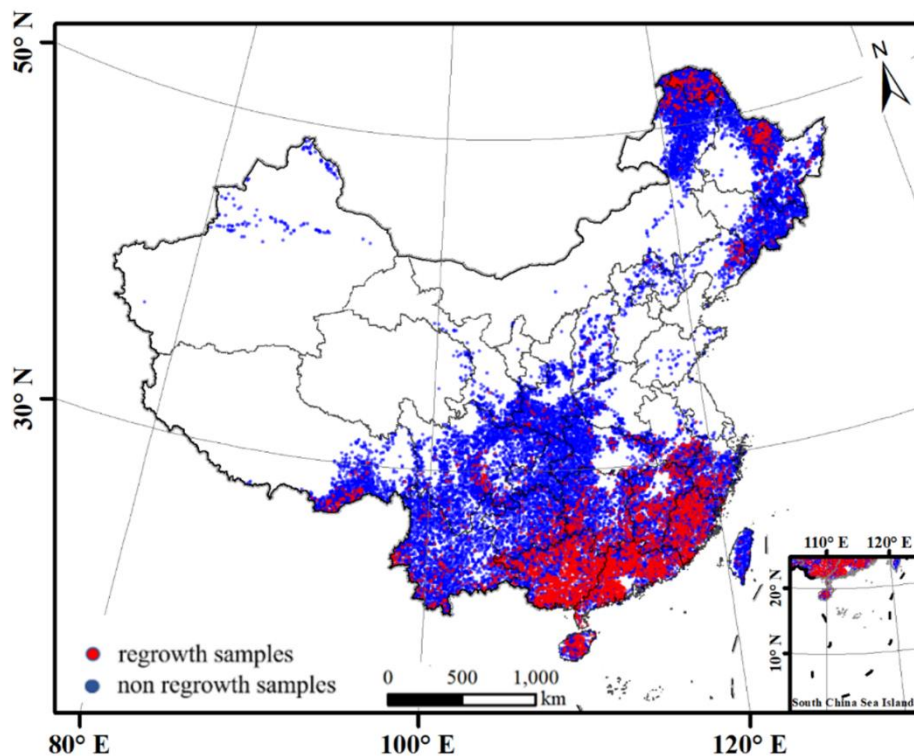 50° N
N
30° N
regrowth samples
non regrowth samples
0 500 1,000
km
110° E 120° E
20° N
10° N
South China Sea Island
80° E 100° E 120° E